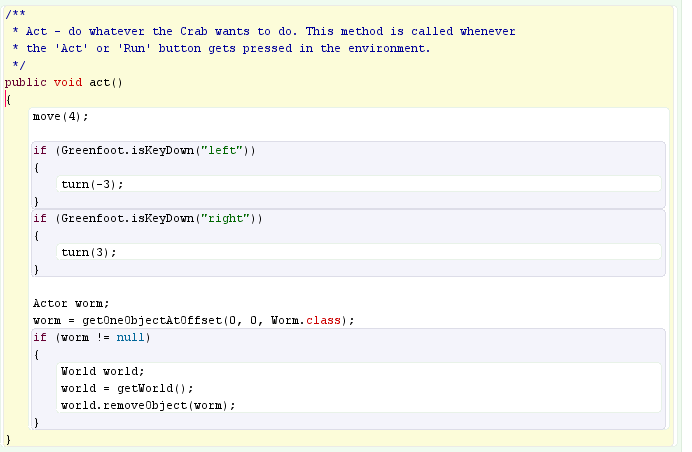 /**
 * Act - do whatever the Crab wants to do. This method is called whenever
 * the 'Act' or 'Run' button gets pressed in the environment.
 */
public void act()
{
    move(4);

    if (Greenfoot.isKeyDown("left"))
    {
        turn(-3);
    }
    if (Greenfoot.isKeyDown("right"))
    {
        turn(3);
    }

    Actor worm;
    worm = getOneObjectAtOffset(0, 0, Worm.class);
    if (worm != null)
    {
        World world;
        world = getWorld();
        world.removeObject(worm);
    }
}